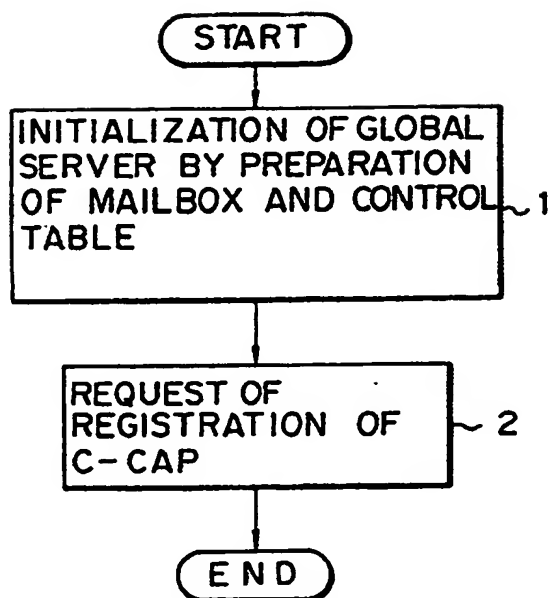 START
INITIALIZATION OF GLOBAL
SERVER BY PREPARATION
OF MAILBOX AND CONTROL
TABLE
1
REQUEST OF
REGISTRATION OF
C-CAP
2
END